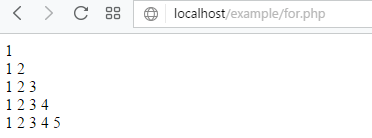 localhost/example/for.php
1
1 2
1 2 3
1 2 3 4
1 2 3 4 5